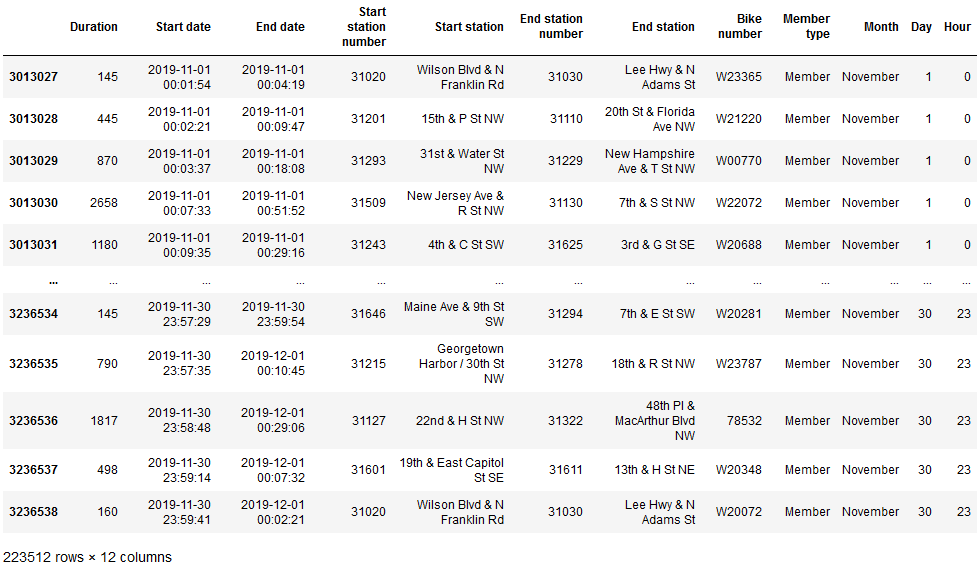 Duration Start date End date Start station number Start station End station number End station Bike number Member type Month Day Hour
3013027 145 2019-11-01 00:01:54 2019-11-01 00:04:19 31020 Wilson Blvd & N Franklin Rd 31030 Lee Hwy & N Adams St W23365 Member November 1 0
3013028 445 2019-11-01 00:02:21 2019-11-01 00:09:47 31201 15th & P St NW 31110 20th St & Florida Ave NW W21220 Member November 1 0
3013029 870 2019-11-01 00:03:37 2019-11-01 00:18:08 31293 31st & Water St NW 31229 New Hampshire Ave & T St NW W00770 Member November 1 0
3013030 2658 2019-11-01 00:07:33 2019-11-01 00:51:52 31509 New Jersey Ave & R St NW 31130 7th & S St NW W22072 Member November 1 0
3013031 1180 2019-11-01 00:09:35 2019-11-01 00:29:16 31243 4th & C St SW 31625 3rd & G St SE W20688 Member November 1 0
... ... ... ... ... ... ... ... ... ... ... ... ...
3236534 145 2019-11-30 23:57:29 2019-11-30 23:59:54 31646 Maine Ave & 9th St SW 31294 7th & E St SW W20281 Member November 30 23
3236535 790 2019-11-30 23:57:35 2019-12-01 00:10:45 31215 Georgetown Harbor / 30th St NW 31278 18th & R St NW W23787 Member November 30 23
3236536 1817 2019-11-30 23:58:48 2019-12-01 00:29:06 31127 22nd & H St NW 31322 48th Pl & MacArthur Blvd NW 78532 Member November 30 23
3236537 498 2019-11-30 23:59:14 2019-12-01 00:07:32 31601 19th & East Capitol St SE 31611 13th & H St NE W20348 Member November 30 23
3236538 160 2019-11-30 23:59:41 2019-12-01 00:02:21 31020 Wilson Blvd & N Franklin Rd 31030 Lee Hwy & N Adams St W20072 Member November 30 23
223512 rows × 12 columns